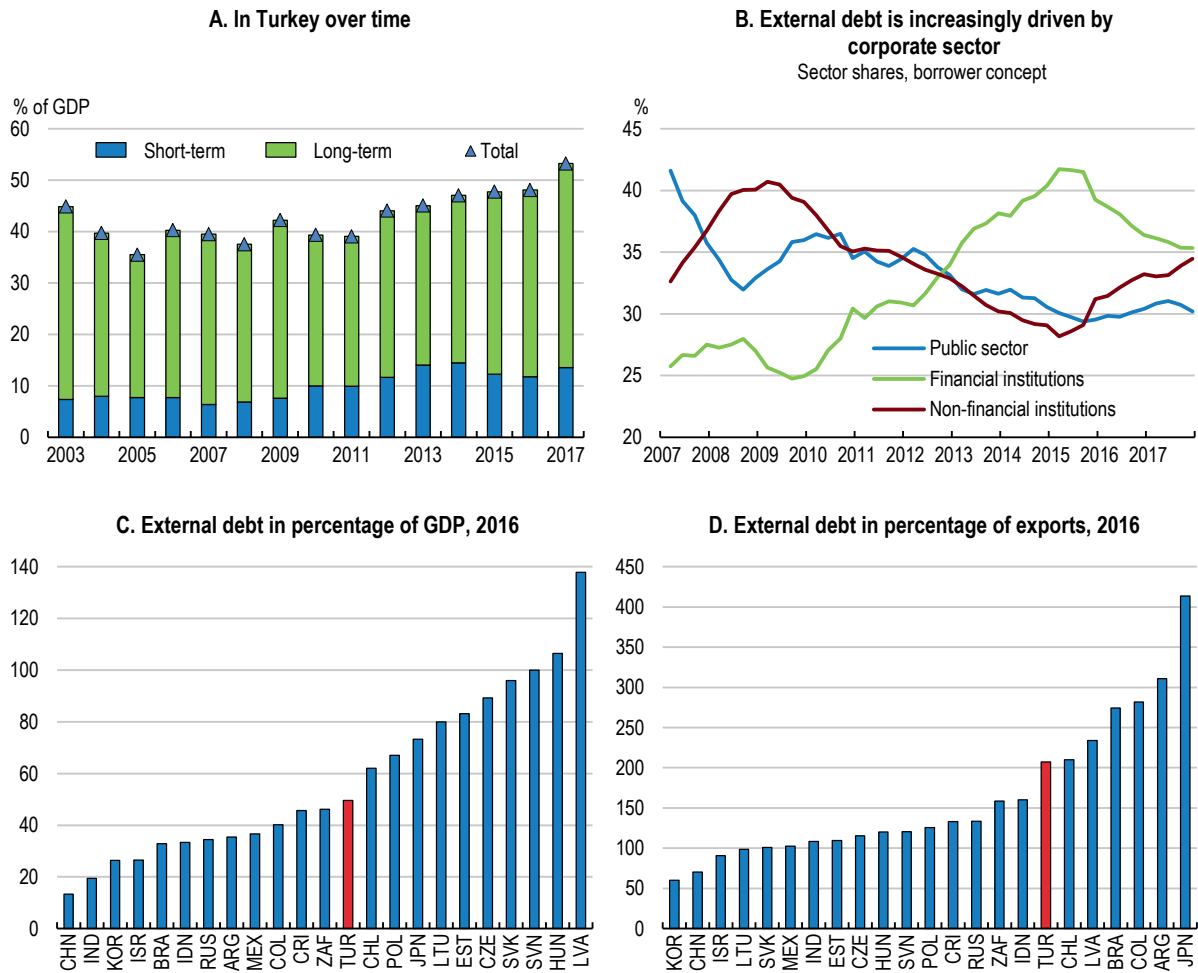 A. In Turkey over time
% of GDP
60
50
40
30
20
10
0
Short-term
Long-term
Total
2003
2005
2007
2009
2011
2013
2015
2017
B. External debt is increasingly driven by
corporate sector
Sector shares, borrower concept
%
45
40
35
30
25
20
Public sector
Financial institutions
Non-financial institutions
2007
2008
2009
2010
2011
2012
2013
2014
2015
2016
2017
C. External debt in percentage of GDP, 2016
140
120
100
80
60
40
20
0
CHN
IND
KOR
ISR
BRA
IDN
RUS
ARG
MEX
COL
CRI
ZAF
TUR
CHL
POL
JPN
LTU
EST
CZE
SVK
SVN
HUN
LVA
D. External debt in percentage of exports, 2016
450
400
350
300
250
200
150
100
50
0
KOR
CHN
ISR
LTU
SVK
MEX
IND
EST
CZE
HUN
SVN
POL
CRI
RUS
ZAF
IDN
TUR
CHL
LVA
BRA
COL
ARG
JPN